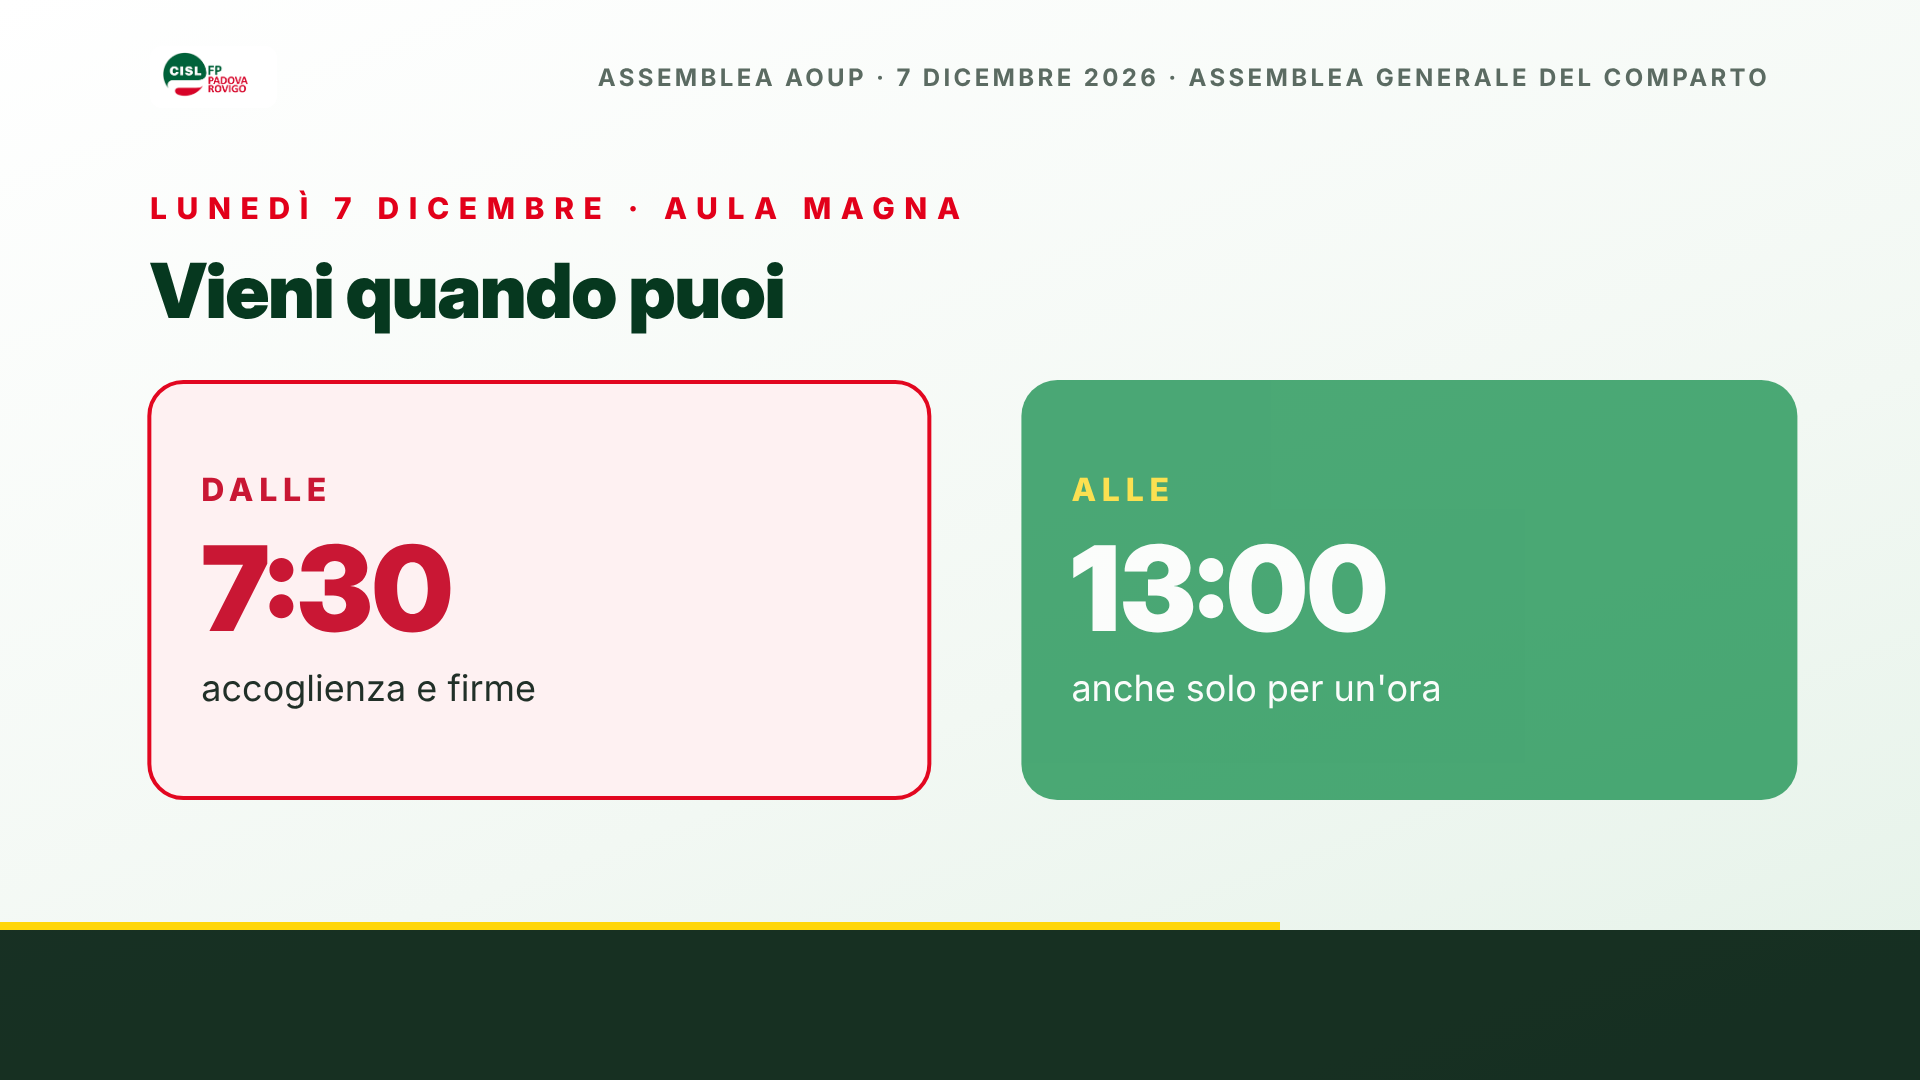 CISL FP
PADOVA
ROVIGO
ASSEMBLEA AOUP · 7 DICEMBRE 2026 · ASSEMBLEA GENERALE DEL COMPARTO
LUNEDÌ 7 DICEMBRE · AULA MAGNA
Vieni quando puoi
DALLE
7:30
accoglienza e firme
ALLE
13:00
anche solo per un'ora